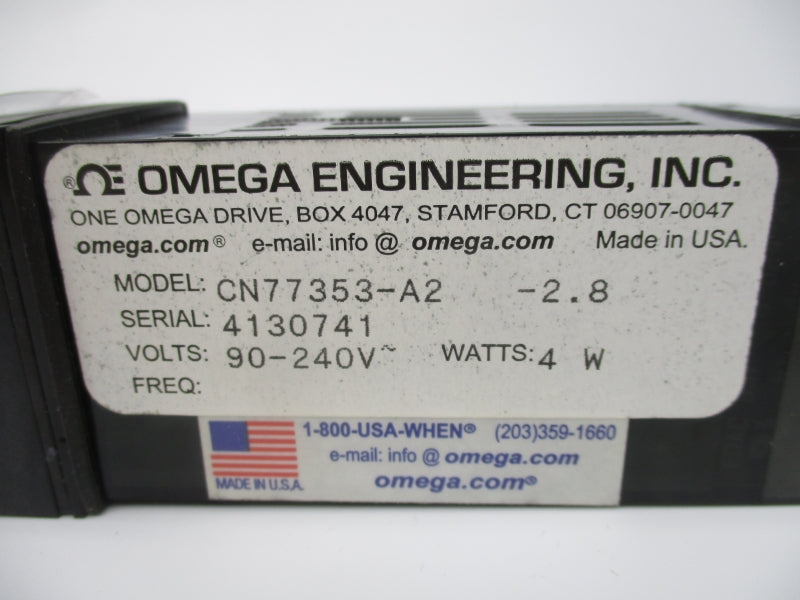 ®ΩE OMEGA ENGINEERING, INC.
ONE OMEGA DRIVE, BOX 4047, STAMFORD, CT 06907-0047
omega.com® e-mail: info @ omega.com Made in USA.
MODEL: CN77353-A2 -2.8
SERIAL: 4130741
VOLTS: 90-240V~ WATTS: 4 W
FREQ:
1-800-USA-WHEN® (203)359-1660
e-mail: info @ omega.com
MADE IN U.S.A. omega.com®